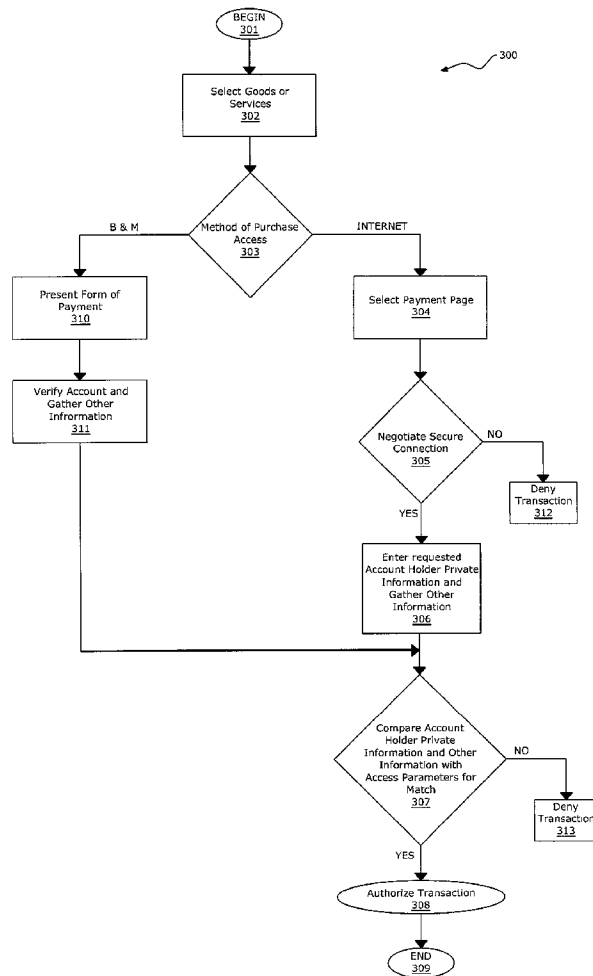 BEGIN
301
300
Select Goods or
Services
302
Method of Purchase
Access
303
B & M
INTERNET
Present Form of
Payment
310
Select Payment Page
304
Verify Account and
Gather Other
Infrormation
311
Negotiate Secure
Connection
305
NO
Deny
Transaction
312
YES
Enter requested
Account Holder Private
Information and
Gather Other
Information
306
Compare Account
Holder Private
Information and Other
Information with
Access Parameters for
Match
307
NO
Deny
Transaction
313
YES
Authorize Transaction
308
END
309